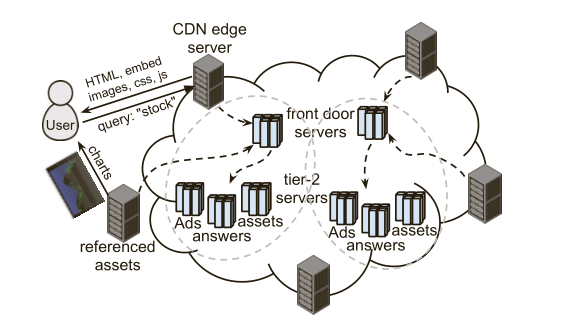 CDN edge
server
HTML, embed
images, css, js
query: "stock"
User
charts
referenced
assets
front door
servers
tier-2
servers
Ads
answers
assets
Ads
answers
assets